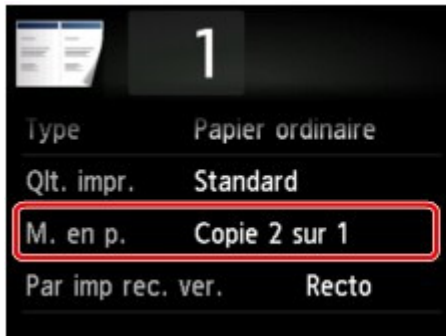 1
Type Papier ordinaire
Qlt. impr. Standard
M. en p. Copie 2 sur 1
Par imp rec. ver. Recto